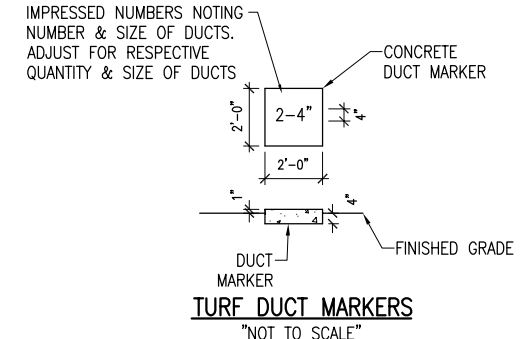 IMPRESSED NUMBERS NOTING
NUMBER & SIZE OF DUCTS.
ADJUST FOR RESPECTIVE
QUANTITY & SIZE OF DUCTS
CONCRETE
DUCT MARKER
2-4"
4"
2'-0"
2'-0"
1"
4"
FINISHED GRADE
DUCT
MARKER
TURF DUCT MARKERS
"NOT TO SCALE"